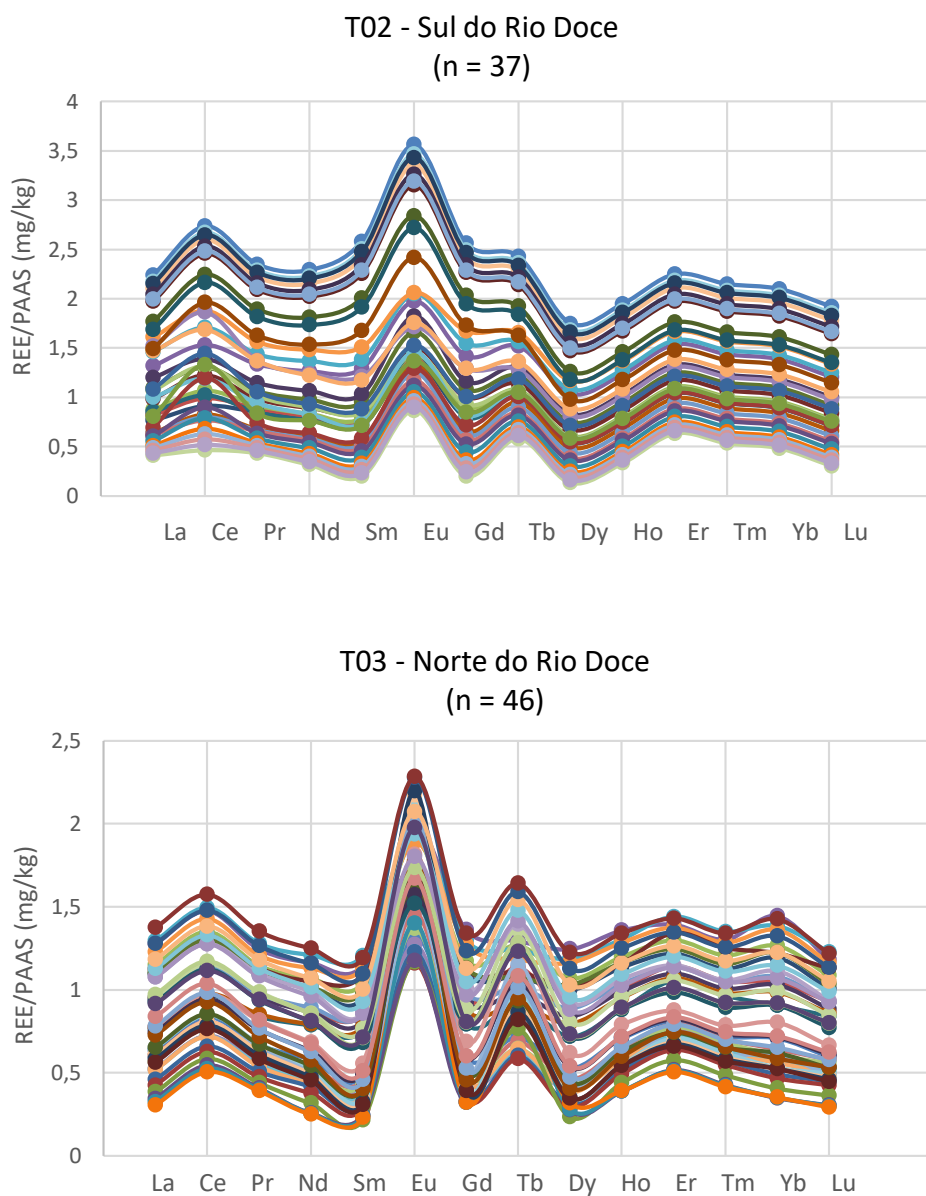 T02 - Sul do Rio Doce
(n = 37)
4
3,5
3
2,5
2
1,5
1
0,5
0
REE/PAAS (mg/kg)
La Ce Pr Nd Sm Eu Gd Tb Dy Ho Er Tm Yb Lu
T03 - Norte do Rio Doce
(n = 46)
2,5
2
1,5
1
0,5
0
REE/PAAS (mg/kg)
La Ce Pr Nd Sm Eu Gd Tb Dy Ho Er Tm Yb Lu